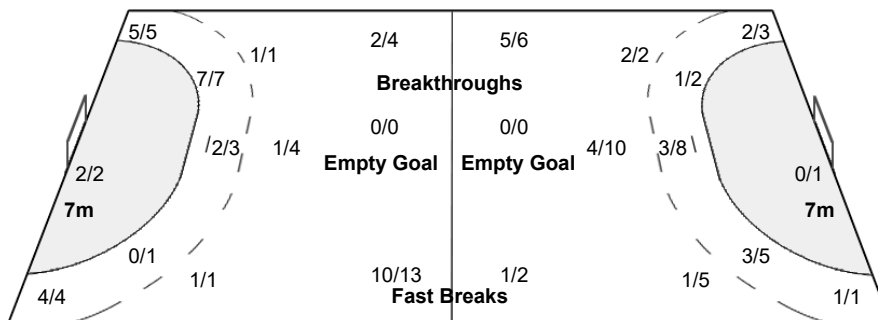 5/5 2/4 5/6 2/3
1/1 2/2
7/7 Breakthroughs 1/2
0/0 0/0
2/3 1/4 4/10 3/8
Empty Goal Empty Goal
2/2 0/1
7m 7m
0/1 3/5
1/1 10/13 1/2 1/5
4/4 Fast Breaks 1/1